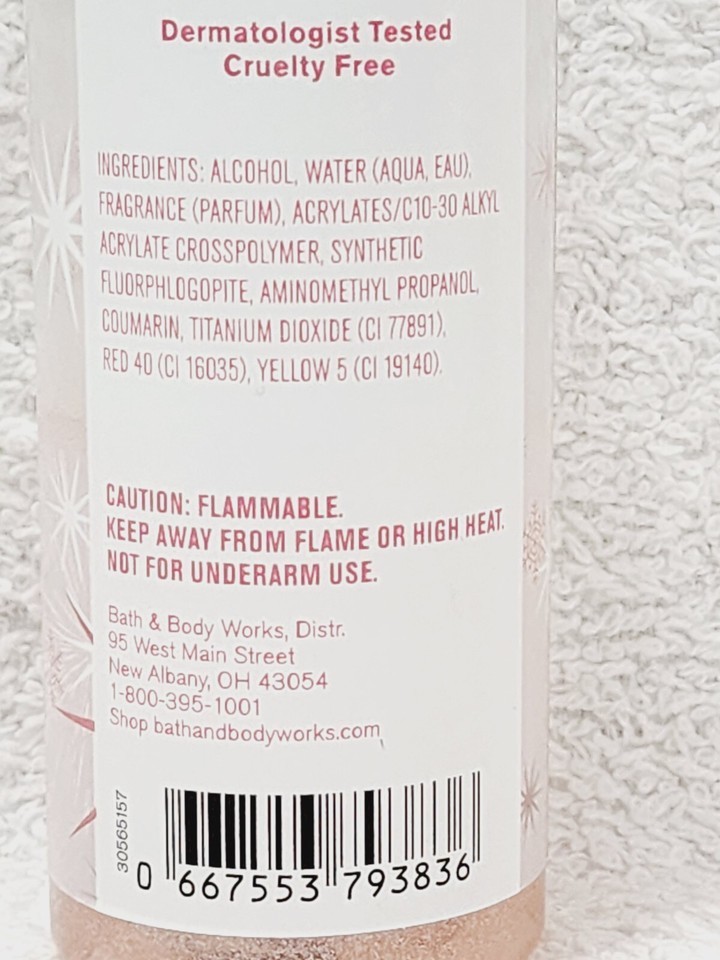 Dermatologist Tested
Cruelty Free
INGREDIENTS: ALCOHOL, WATER (AQUA, EAU),
FRAGRANCE (PARFUM), ACRYLATES/C10-30 ALKYL
ACRYLATE CROSSPOLYMER, SYNTHETIC
FLUORPHLOGOPITE, AMINOMETHYL PROPANOL,
COUMARIN, TITANIUM DIOXIDE (CI 77891),
RED 40 (CI 16035), YELLOW 5 (CI 19140).
CAUTION: FLAMMABLE.
KEEP AWAY FROM FLAME OR HIGH HEAT.
NOT FOR UNDERARM USE.
Bath & Body Works, Distr.
95 West Main Street
New Albany, OH 43054
1-800-395-1001
Shop bathandbodyworks.com
30565157
0 667553 793836